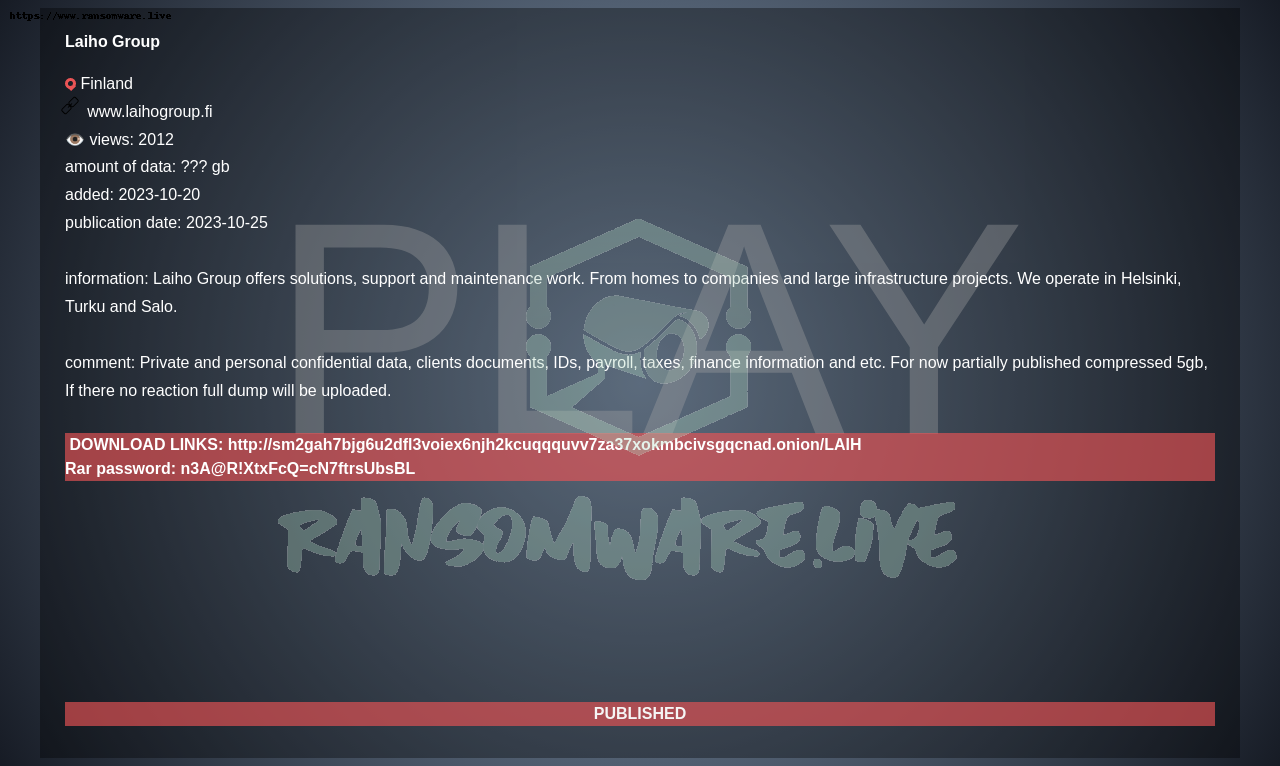 https://www.ransomware.live
Laiho Group
Finland
www.laihogroup.fi
views: 2012
amount of data: ??? gb
added: 2023-10-20
publication date: 2023-10-25
PLAY
information: Laiho Group offers solutions, support and maintenance work. From homes to companies and large infrastructure projects. We operate in Helsinki,
Turku and Salo.
comment: Private and personal confidential data, clients documents, IDs, payroll, taxes, finance information and etc. For now partially published compressed 5gb,
If there no reaction full dump will be uploaded.
DOWNLOAD LINKS: http://sm2gah7bjg6u2dfl3voiex6njh2kcuqqquvv7za37xokmbcivsgqcnad.onion/LAIH
Rar password: n3A@R!XtxFcQ=cN7ftrsUbsBL
RANSOMWARE.LIVE
PUBLISHED